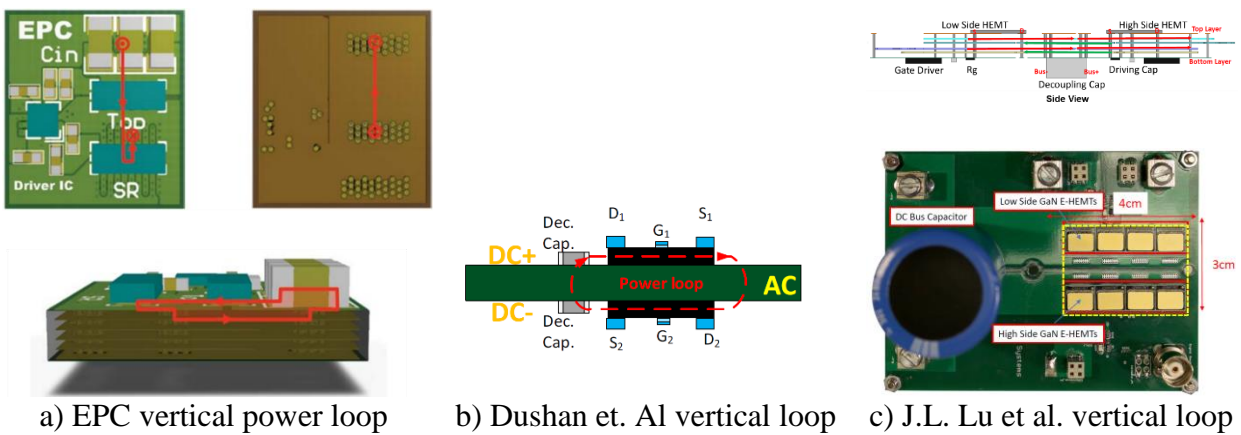 EPC
Cin
Top
Driver IC
SR
a) EPC vertical power loop
D1
S1
G1
Dec.
Cap.
DC+
Power loop
AC
DC-
Dec.
Cap.
S2
G2
D2
b) Dushan et. Al vertical loop
Low Side HEMT
High Side HEMT
Top Layer
Bottom Layer
Gate Driver
Rg
Bus-
Bus+
Driving Cap
Decoupling Cap
Side View
Low Side GaN E-HEMTs
4cm
DC Bus Capacitor
3cm
High Side GaN E-HEMTs
Systems
c) J.L. Lu et al. vertical loop